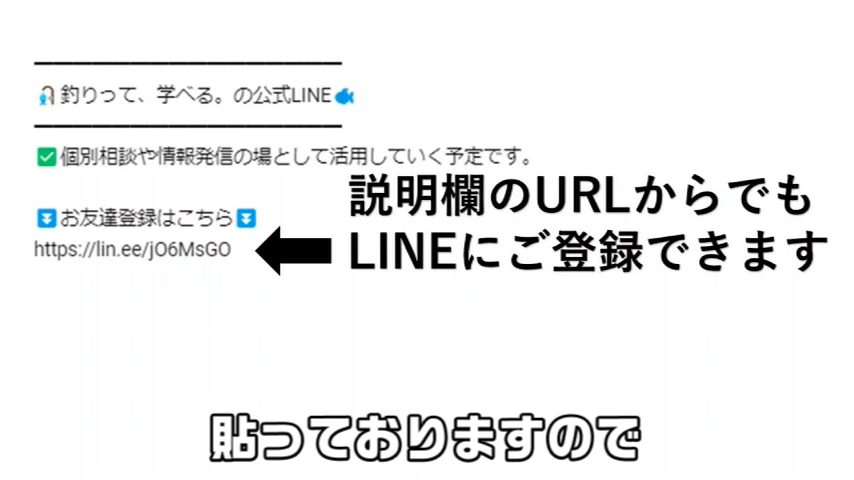 🎣釣りって、学べる。の公式LINE🐟
✅個別相談や情報発信の場として活用していく予定です。
説明欄のURLからでも
⏬お友達登録はこちら⏬
https://lin.ee/jO6MsGO
LINEにご登録できます
貼っておりますので